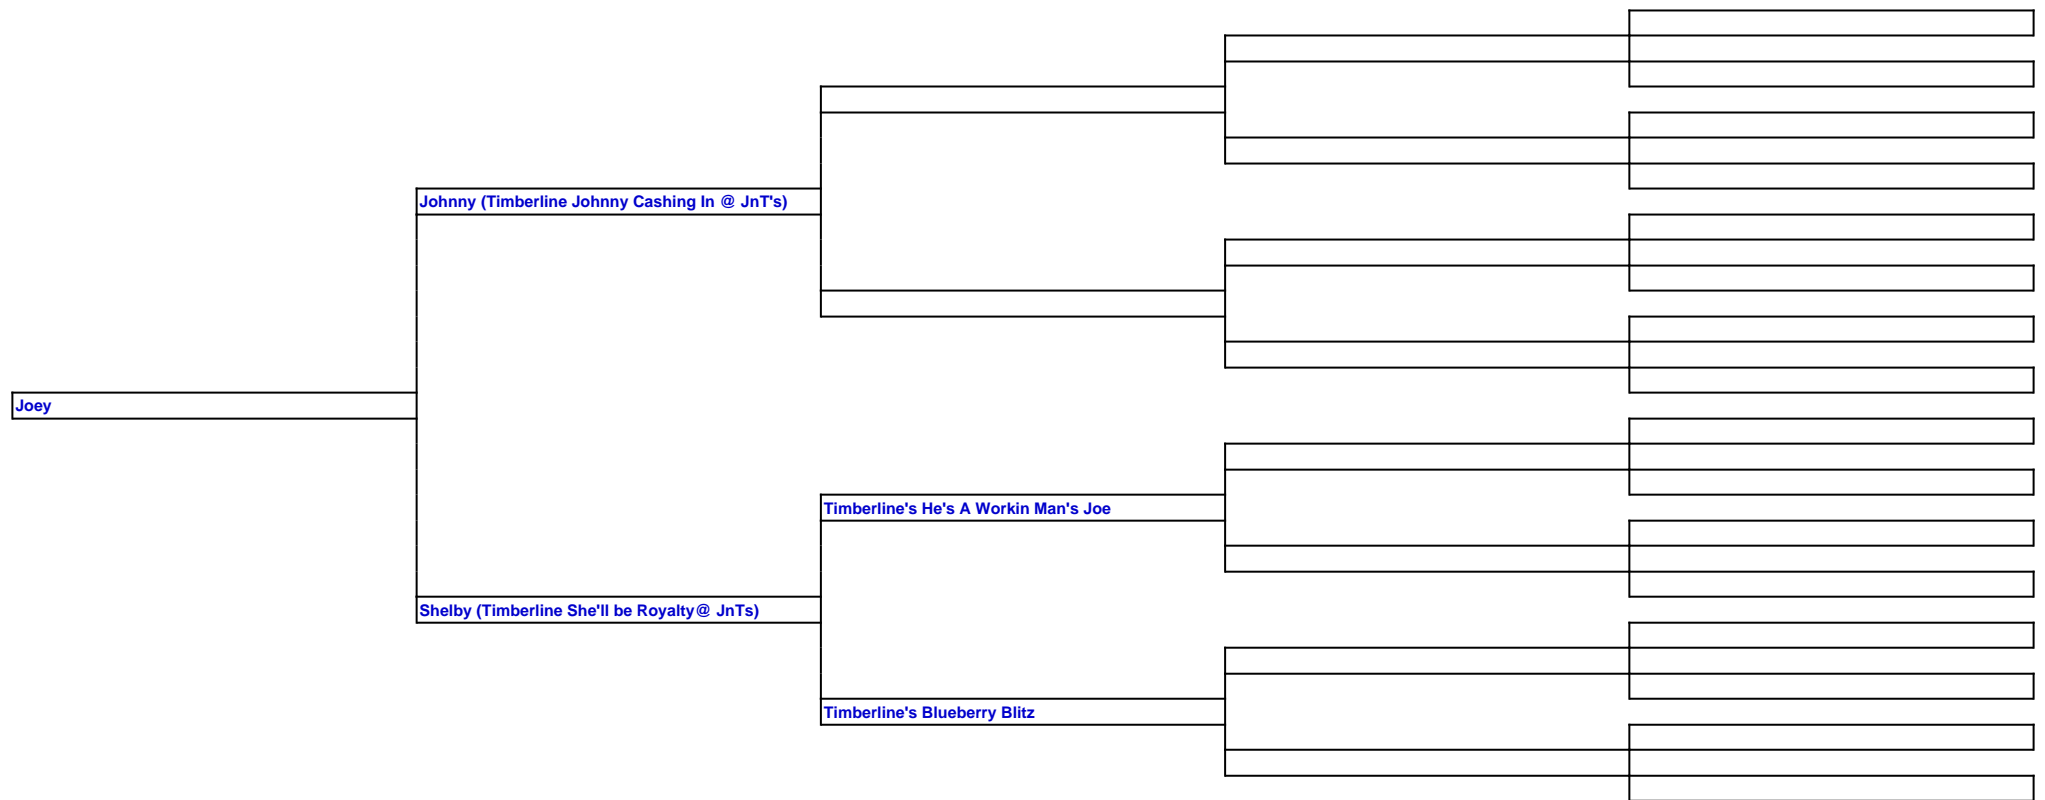 Johnny (Timberline Johnny Cashing In @ JnT's)
Joey
Timberline's He's A Workin Man's Joe
Shelby (Timberline She'll be Royalty@ JnTs)
Timberline's Blueberry Blitz